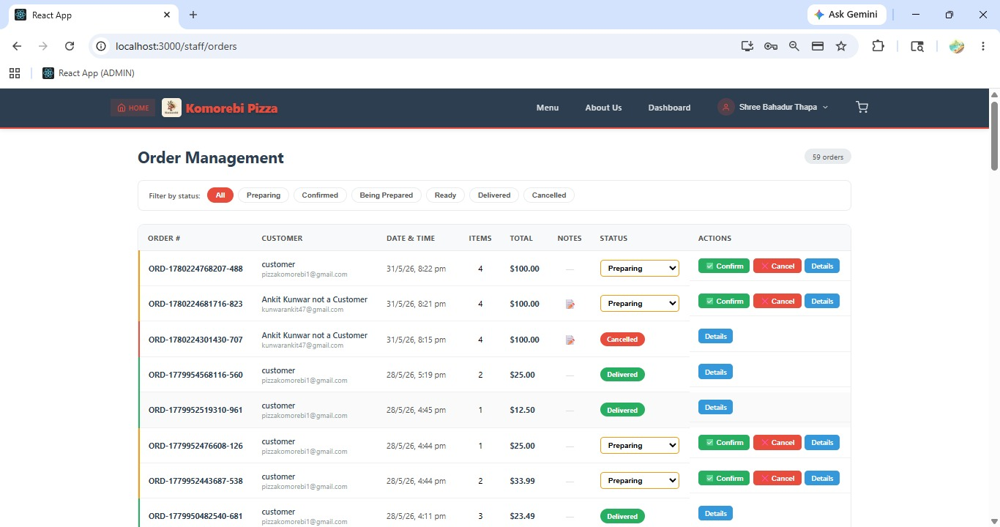 React App
Ask Gemini
localhost:3000/staff/orders
React App (ADMIN)
HOME Komorebi Pizza Menu About Us Dashboard Shree Bahadur Thapa
Order Management 59 orders
Filter by status: All Preparing Confirmed Being Prepared Ready Delivered Cancelled
ORDER # CUSTOMER DATE & TIME ITEMS TOTAL NOTES STATUS ACTIONS
ORD-1780224768207-488 customer 31/5/26, 8:22 pm 4 $100.00 — Preparing Confirm Cancel Details
pizzakomorebi1@gmail.com
ORD-1780224681716-823 Ankit Kunwar not a Customer 31/5/26, 8:21 pm 4 $100.00 Preparing Confirm Cancel Details
kunwarankit47@gmail.com
ORD-1780224301430-707 Ankit Kunwar not a Customer 31/5/26, 8:15 pm 4 $100.00 Cancelled Details
kunwarankit47@gmail.com
ORD-1779954568116-560 customer 28/5/26, 5:19 pm 2 $25.00 — Delivered Details
pizzakomorebi1@gmail.com
ORD-1779952519310-961 customer 28/5/26, 4:45 pm 1 $12.50 — Delivered Details
pizzakomorebi1@gmail.com
ORD-1779952476608-126 customer 28/5/26, 4:44 pm 1 $25.00 — Preparing Confirm Cancel Details
pizzakomorebi1@gmail.com
ORD-1779952443687-538 customer 28/5/26, 4:44 pm 2 $33.99 — Preparing Confirm Cancel Details
pizzakomorebi1@gmail.com
ORD-1779950482540-681 customer 28/5/26, 4:11 pm 3 $23.49 — Delivered Details
pizzakomorebi1@gmail.com